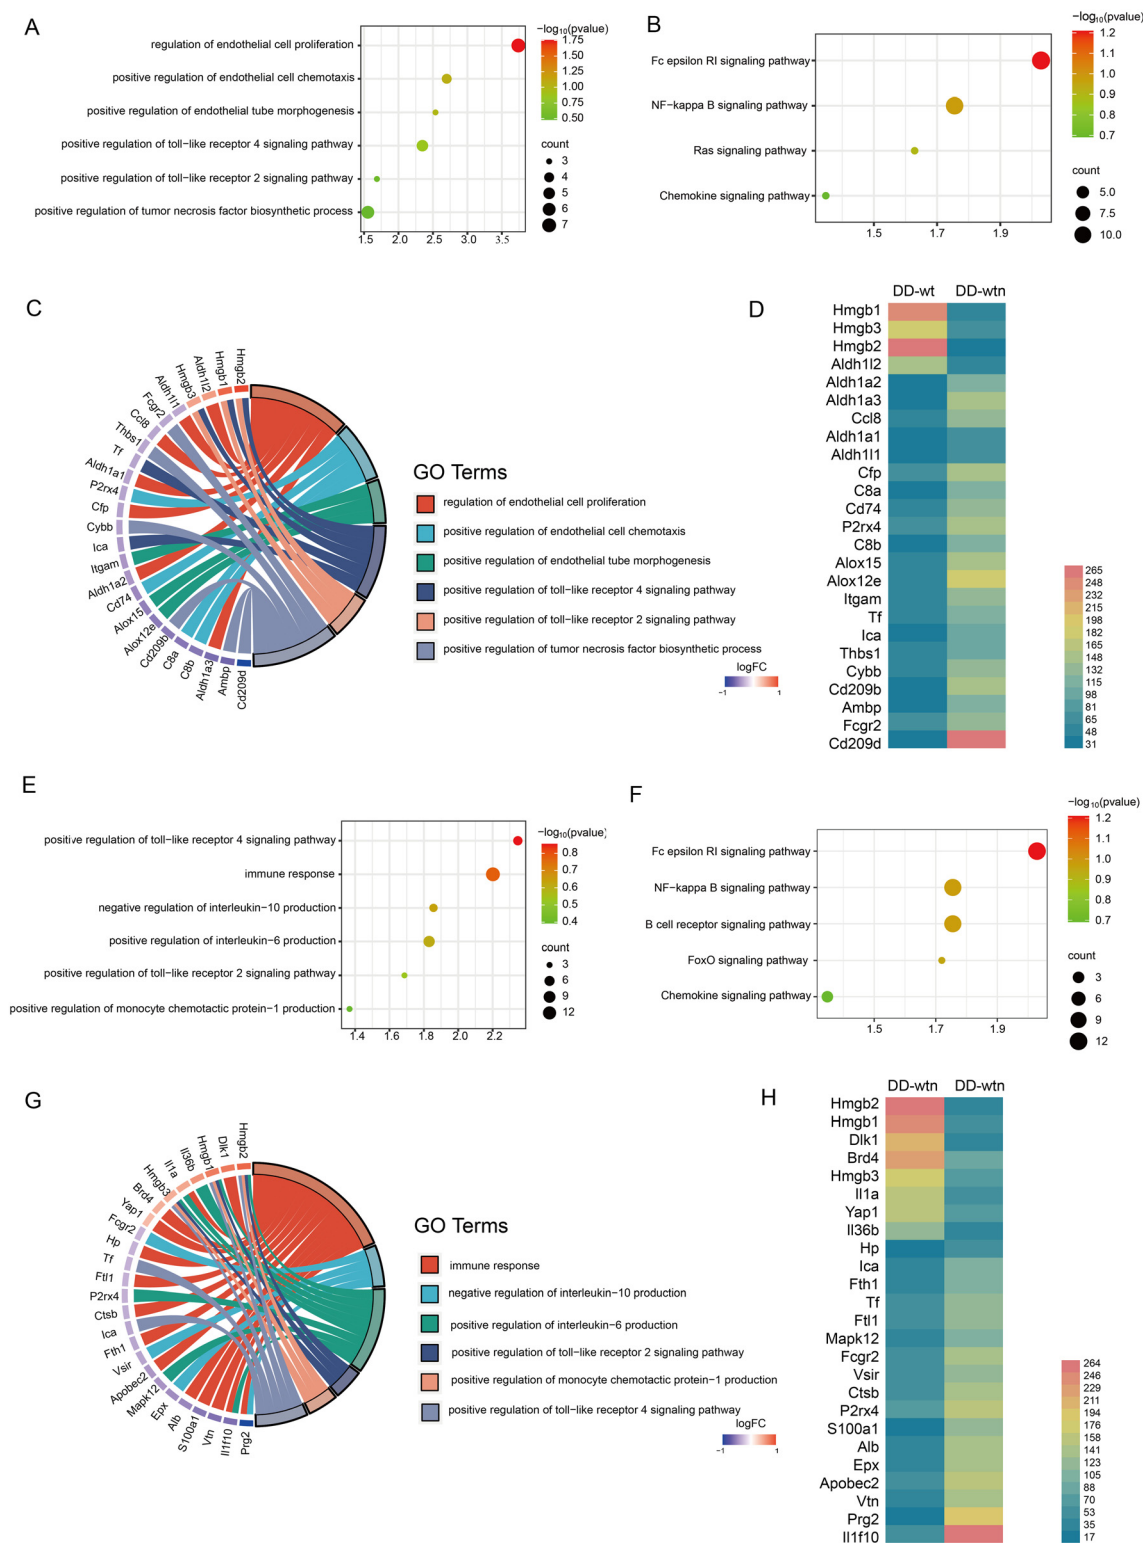 A
−log10(pvalue)
regulation of endothelial cell proliferation
positive regulation of endothelial cell chemotaxis
positive regulation of endothelial tube morphogenesis
positive regulation of toll−like receptor 4 signaling pathway
positive regulation of toll−like receptor 2 signaling pathway
positive regulation of tumor necrosis factor biosynthetic process
1.5 2.0 2.5 3.0 3.5
1.75
1.50
1.25
1.00
0.75
0.50
count
3
4
5
6
7
B
−log10(pvalue)
Fc epsilon RI signaling pathway
NF−kappa B signaling pathway
Ras signaling pathway
Chemokine signaling pathway
1.5 1.7 1.9
1.2
1.1
1.0
0.9
0.8
0.7
count
5.0
7.5
10.0
C
Hmgb2
Hmgb1
Aldh1l2
Hmgb3
Aldh1l1
Fcgr2
Ccl8
Thbs1
Tf
Aldh1a1
P2rx4
Cfp
Cybb
Ica
Itgam
Aldh1a2
Cd74
Alox15
Alox12e
Cd209b
C8a
C8b
Aldh1a3
Ambp
Cd209d
GO Terms
regulation of endothelial cell proliferation
positive regulation of endothelial cell chemotaxis
positive regulation of endothelial tube morphogenesis
positive regulation of toll−like receptor 4 signaling pathway
positive regulation of toll−like receptor 2 signaling pathway
positive regulation of tumor necrosis factor biosynthetic process
logFC
−1 1
D
DD-wt DD-wtn
Hmgb1
Hmgb3
Hmgb2
Aldh1l2
Aldh1a2
Aldh1a3
Ccl8
Aldh1a1
Aldh1l1
Cfp
C8a
Cd74
P2rx4
C8b
Alox15
Alox12e
Itgam
Tf
Ica
Thbs1
Cybb
Cd209b
Ambp
Fcgr2
Cd209d
265
248
232
215
198
182
165
148
132
115
98
81
65
48
31
E
−log10(pvalue)
positive regulation of toll−like receptor 4 signaling pathway
immune response
negative regulation of interleukin−10 production
positive regulation of interleukin−6 production
positive regulation of toll−like receptor 2 signaling pathway
positive regulation of monocyte chemotactic protein−1 production
1.4 1.6 1.8 2.0 2.2
0.8
0.7
0.6
0.5
0.4
count
3
6
9
12
F
−log10(pvalue)
Fc epsilon RI signaling pathway
NF−kappa B signaling pathway
B cell receptor signaling pathway
FoxO signaling pathway
Chemokine signaling pathway
1.5 1.7 1.9
1.2
1.1
1.0
0.9
0.8
0.7
count
3
6
9
12
G
Hmgb2
Dlk1
Hmgb1
Il36b
Il1a
Hmgb3
Brd4
Yap1
Fcgr2
Hp
Tf
Ftl1
P2rx4
Ctsb
Ica
Fth1
Vsir
Apobec2
Mapk12
Epx
Alb
S100a1
Vtn
Il1f10
Prg2
GO Terms
immune response
negative regulation of interleukin−10 production
positive regulation of interleukin−6 production
positive regulation of toll−like receptor 2 signaling pathway
positive regulation of monocyte chemotactic protein−1 production
positive regulation of toll−like receptor 4 signaling pathway
logFC
−1 1
H
DD-wtn DD-wtn
Hmgb2
Hmgb1
Dlk1
Brd4
Hmgb3
Il1a
Yap1
Il36b
Hp
Ica
Fth1
Tf
Ftl1
Mapk12
Fcgr2
Vsir
Ctsb
P2rx4
S100a1
Alb
Epx
Apobec2
Vtn
Prg2
Il1f10
264
246
229
211
194
176
158
141
123
105
88
70
53
35
17